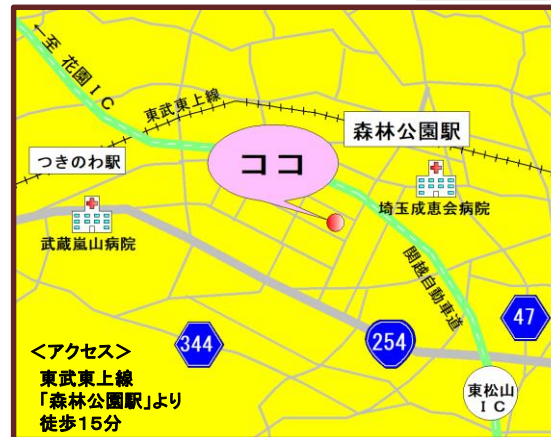 ←至 花園IC
東武東上線
森林公園駅
つきのわ駅
ココ
埼玉成恵会病院
武蔵嵐山病院
関越自動車道
47
344
254
<アクセス>
東武東上線
「森林公園駅」より
徒歩15分
東松山
IC